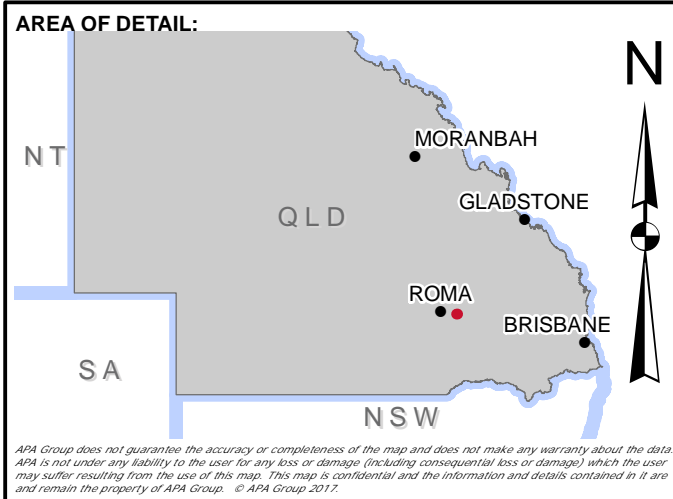 AREA OF DETAIL:
N
MORANBAH
NT
GLADSTONE
QLD
ROMA
BRISBANE
SA
NSW
APA Group does not guarantee the accuracy or completeness of the map and does not make any warranty about the data.
APA is not under any liability to the user for any loss or damage (including consequential loss or damage) which the user
may suffer resulting from the use of this map. This map is confidential and the information and details contained in it are
and remain the property of APA Group. © APA Group 2017.